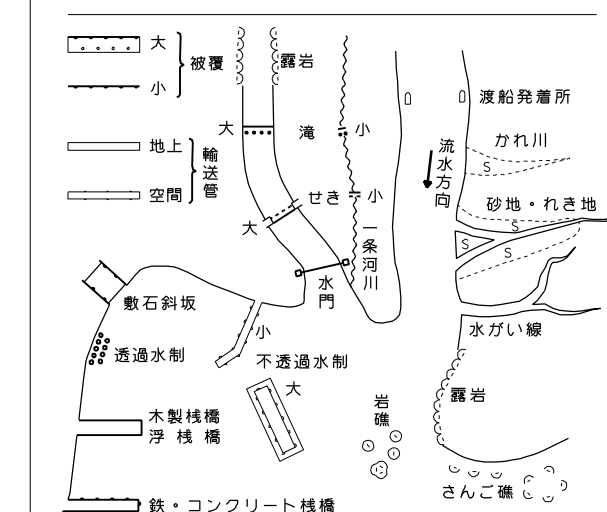 大
小
被覆
地上
空間
輸送管
露岩
大
滝
小
せき
小
大
一条河川
水門
渡船発着所
流水方向
かれ川
S
砂地・れき地
S
S
S
水がい線
敷石斜坂
透過水制
小
不透過水制
大
木製桟橋
浮桟橋
鉄・コンクリート桟橋
岩礁
露岩
さんご礁